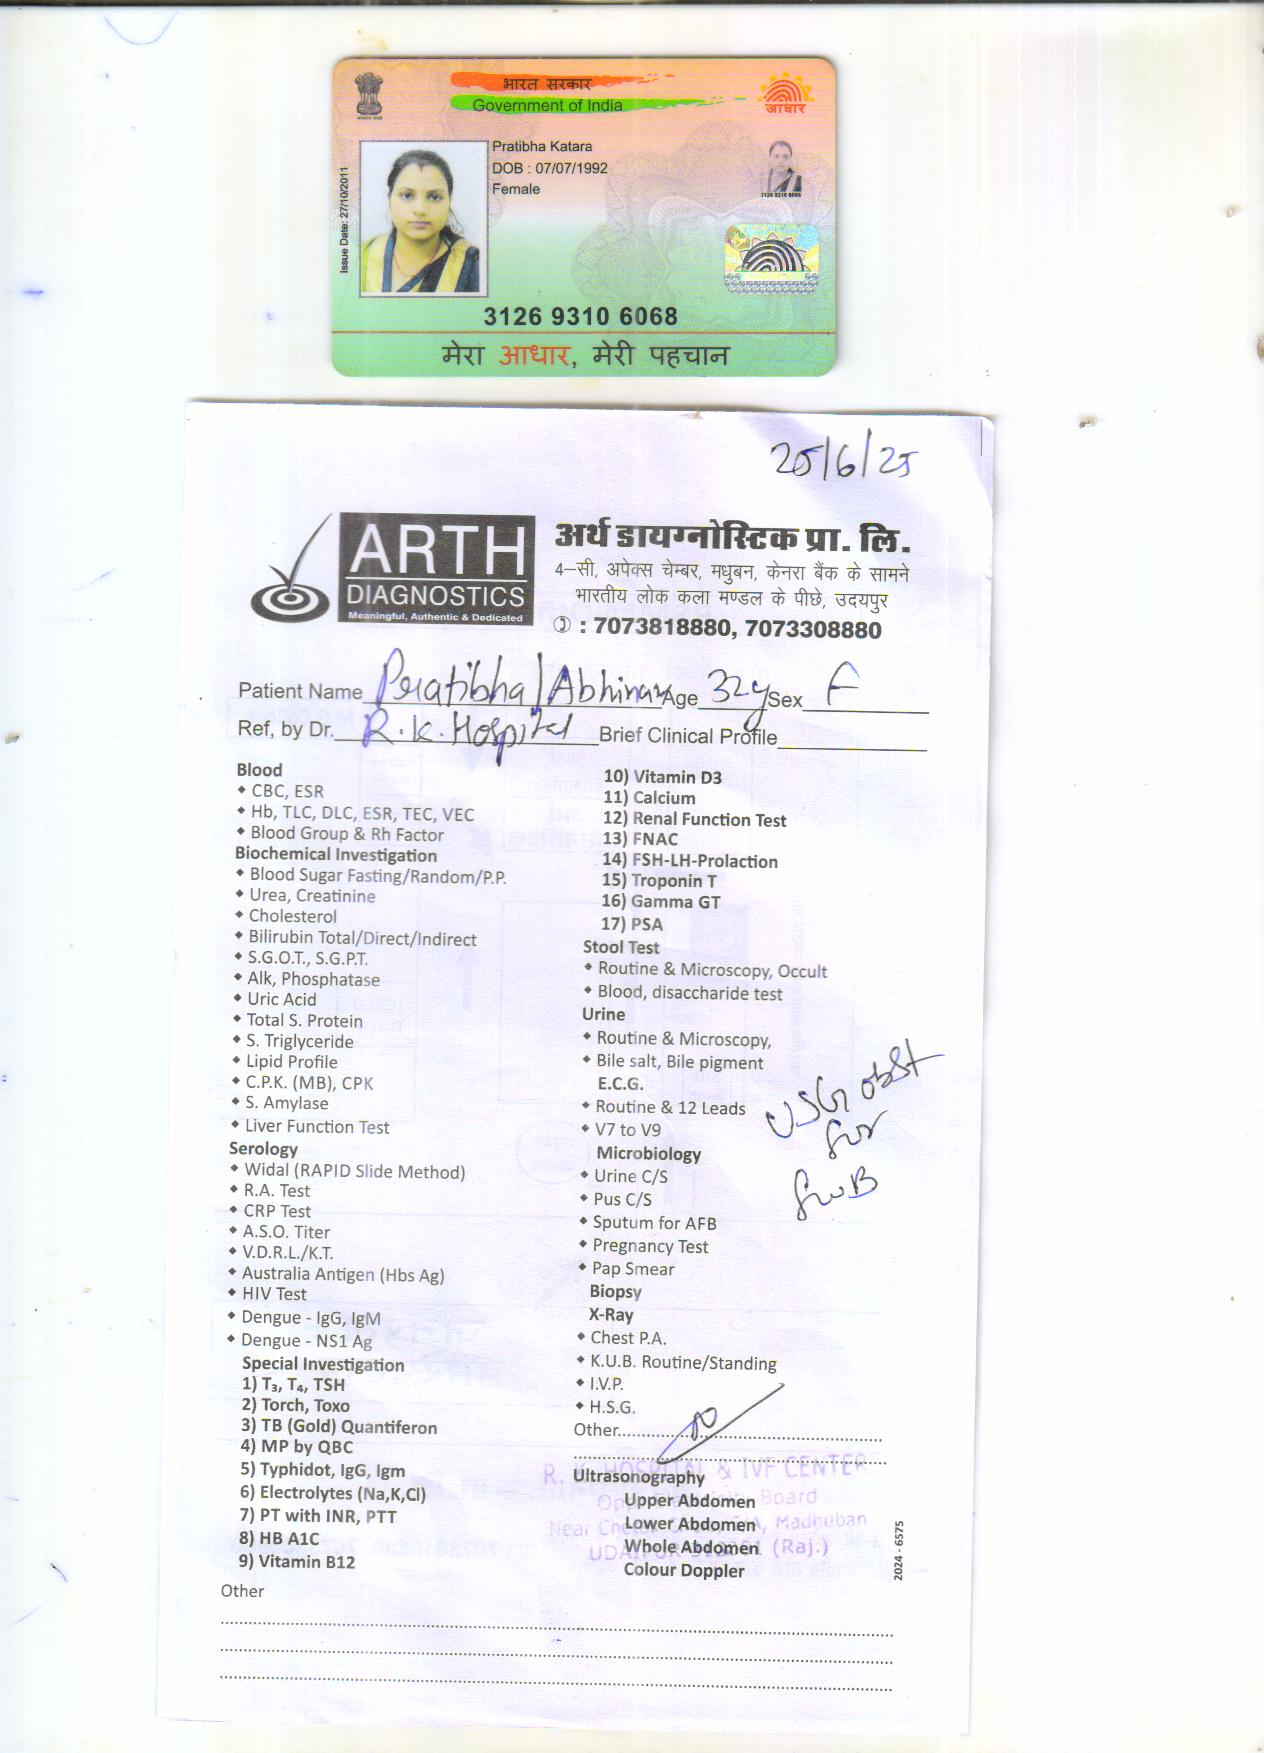 भारत सरकार
Government of India
आधार
Issue Date: 27/10/2011
Pratibha Katara
DOB : 07/07/1992
Female
3126 9310 6068
3126 9310 6068
मेरा आधार, मेरी पहचान
25/6/25
ARTH
DIAGNOSTICS
Meaningful, Authentic & Dedicated
अर्थ डायग्नोस्टिक प्रा. लि.
4-सी, अपेक्स चेम्बर, मधुबन, केनरा बैंक के सामने
भारतीय लोक कला मण्डल के पीछे, उदयपुर
: 7073818880, 7073308880
Patient Name Pratibha/Abhinav Age 32y Sex F
Ref, by Dr. R.K. Hospital Brief Clinical Profile
Blood
CBC, ESR
Hb, TLC, DLC, ESR, TEC, VEC
Blood Group & Rh Factor
Biochemical Investigation
Blood Sugar Fasting/Random/P.P.
Urea, Creatinine
Cholesterol
Bilirubin Total/Direct/Indirect
S.G.O.T., S.G.P.T.
Alk, Phosphatase
Uric Acid
Total S. Protein
S. Triglyceride
Lipid Profile
C.P.K. (MB), CPK
S. Amylase
Liver Function Test
Serology
Widal (RAPID Slide Method)
R.A. Test
CRP Test
A.S.O. Titer
V.D.R.L./K.T.
Australia Antigen (Hbs Ag)
HIV Test
Dengue - IgG, IgM
Dengue - NS1 Ag
Special Investigation
1) T₃, T₄, TSH
2) Torch, Toxo
3) TB (Gold) Quantiferon
4) MP by QBC
5) Typhidot, IgG, Igm
6) Electrolytes (Na,K,Cl)
7) PT with INR, PTT
8) HB A1C
9) Vitamin B12
10) Vitamin D3
11) Calcium
12) Renal Function Test
13) FNAC
14) FSH-LH-Prolaction
15) Troponin T
16) Gamma GT
17) PSA
Stool Test
Routine & Microscopy, Occult
Blood, disaccharide test
Urine
Routine & Microscopy,
Bile salt, Bile pigment
E.C.G.
Routine & 12 Leads
V7 to V9
Microbiology
Urine C/S
Pus C/S
Sputum for AFB
Pregnancy Test
Pap Smear
Biopsy
X-Ray
Chest P.A.
K.U.B. Routine/Standing
I.V.P.
H.S.G.
Other
USG obst
for
FWB
R. K. HOSPITAL & IVF CENTER
Opp. Electricity Board
Madhuban
UDAIPUR (Raj.)
Ultrasonography
Upper Abdomen
Lower Abdomen
Whole Abdomen
Colour Doppler
2024 - 6575
Other